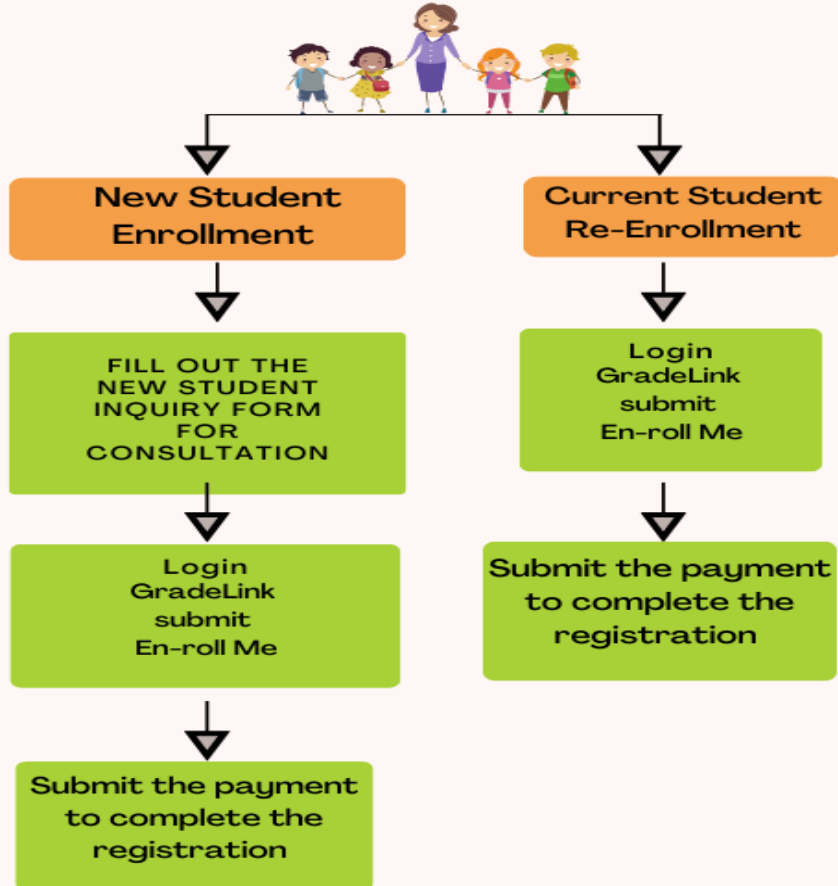 New Student
Enrollment
FILL OUT THE
NEW STUDENT
INQUIRY FORM
FOR
CONSULTATION
Login
GradeLink
submit
En-roll Me
Submit the payment
to complete the
registration
Current Student
Re-Enrollment
Login
GradeLink
submit
En-roll Me
Submit the payment
to complete the
registration